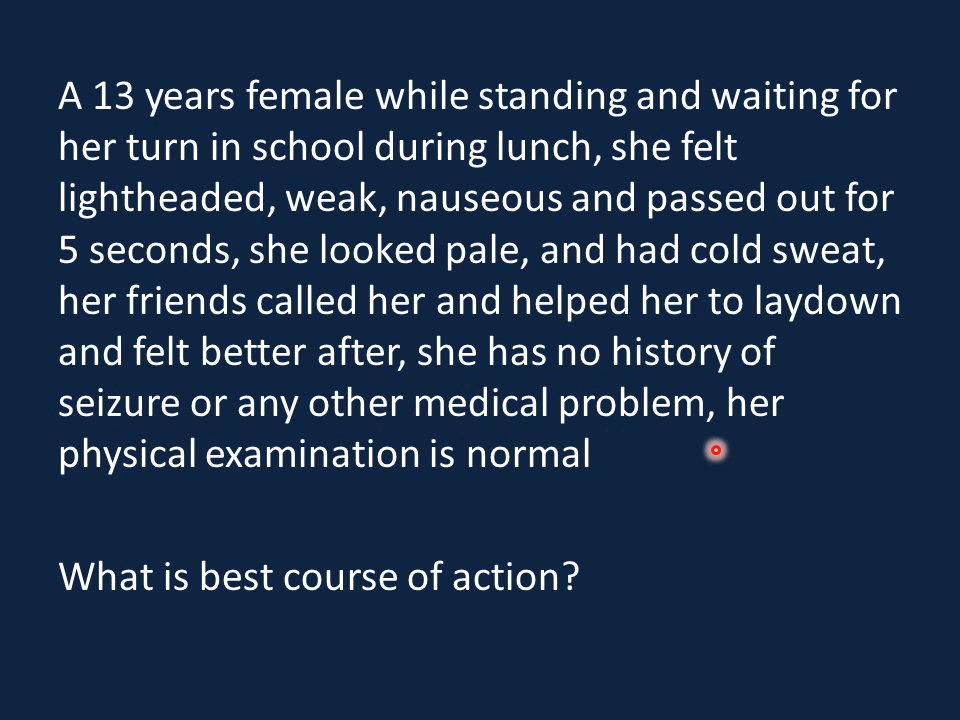 A 13 years female while standing and waiting for
her turn in school during lunch, she felt
lightheaded, weak, nauseous and passed out for
5 seconds, she looked pale, and had cold sweat,
her friends called her and helped her to laydown
and felt better after, she has no history of
seizure or any other medical problem, her
physical examination is normal
What is best course of action?